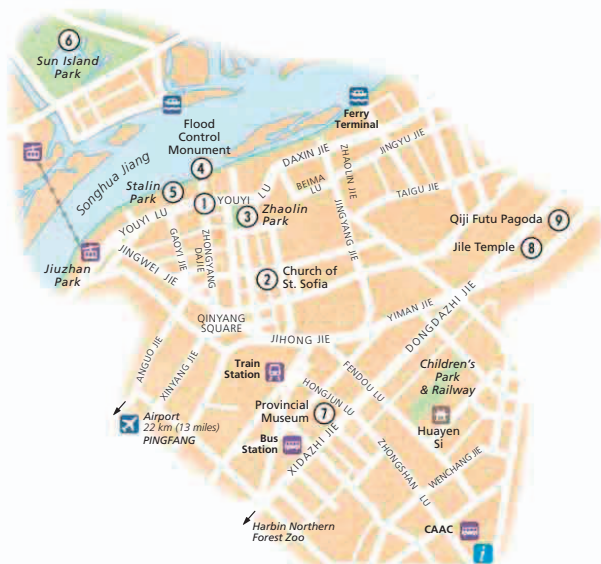 6
Sun Island
Park
Ferry
Terminal
Flood
Control
Monument
Songhua Jiang
4
Stalin
Park
5
1
YOUYI
LU
3
Zhaolin
Park
DAXIN JIE
BEIMA
LU
ZHAOLIN JIE
JINGYU JIE
TAIGU JIE
JINGYANG JIE
Qiji Futu Pagoda
9
Jile Temple
8
YOUYI LU
GAOYI JIE
ZHONGYANG
DAJIE
JINGWEI JIE
Jiuzhan
Park
2
Church of
St. Sofia
QINYANG
SQUARE
JIHONG JIE
YIMAN JIE
DONGDAZHI JIE
ANGUO JIE
XINYANG JIE
Train
Station
FENDOU LU
HONGJUN LU
Children's
Park
& Railway
Airport
22 km (13 miles)
PINGFANG
Provincial
Museum
7
Huayen
Si
Bus
Station
XIDAZHI JIE
ZHONGSHAN LU
WENCHANG JIE
Harbin Northern
Forest Zoo
CAAC
i